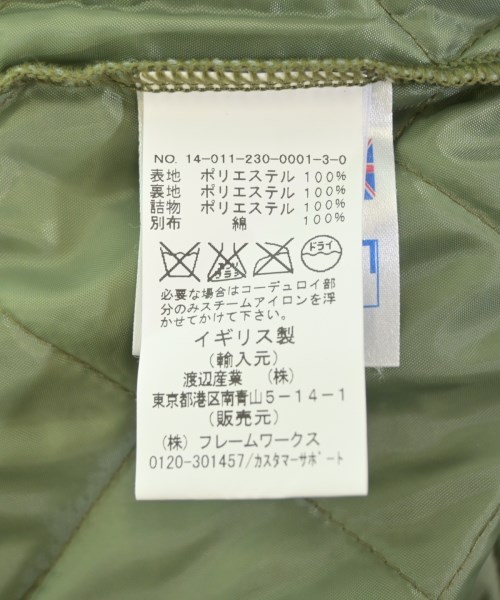 NO. 14-011-230-0001-3-0
表地 ポリエステル 100%
裏地 ポリエステル 100%
詰物 ポリエステル 100%
別布 綿 100%
ドライ
必要な場合はコーデュロイ部
分のみスチームアイロンを浮
かせてかけて下さい。
イギリス製
(輸入元)
渡辺産業 (株)
東京都港区南青山5-14-1
(販売元)
(株) フレームワークス
0120-301457/カスタマーサポート